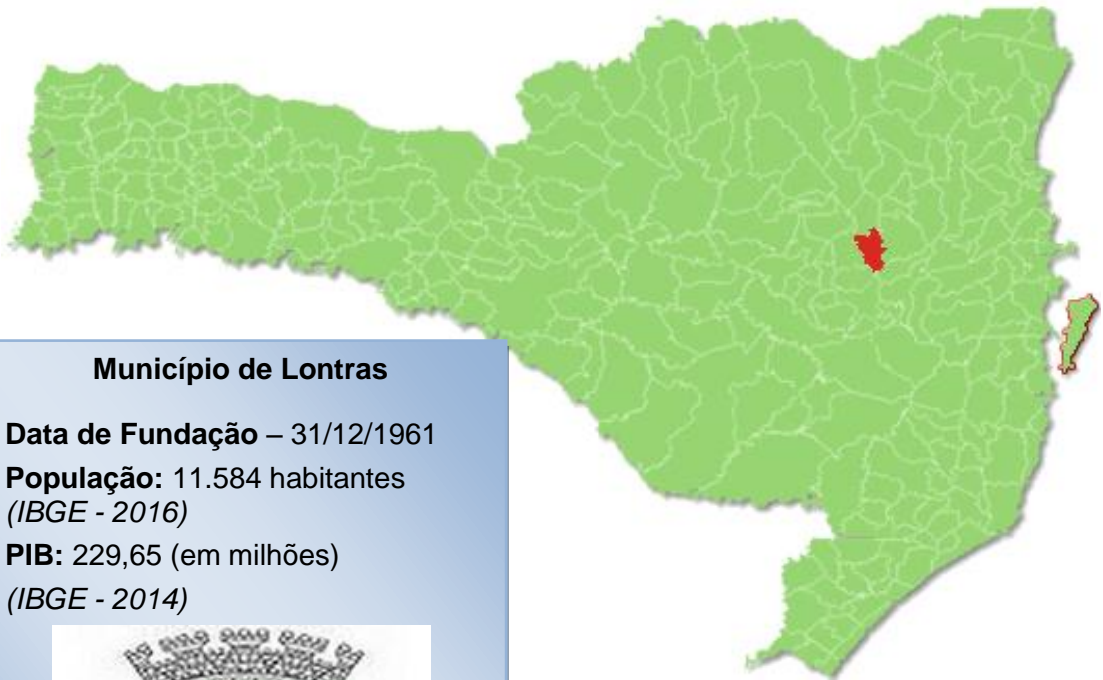 Município de Lontras
Data de Fundação – 31/12/1961
População: 11.584 habitantes
(IBGE - 2016)
PIB: 229,65 (em milhões)
(IBGE - 2014)